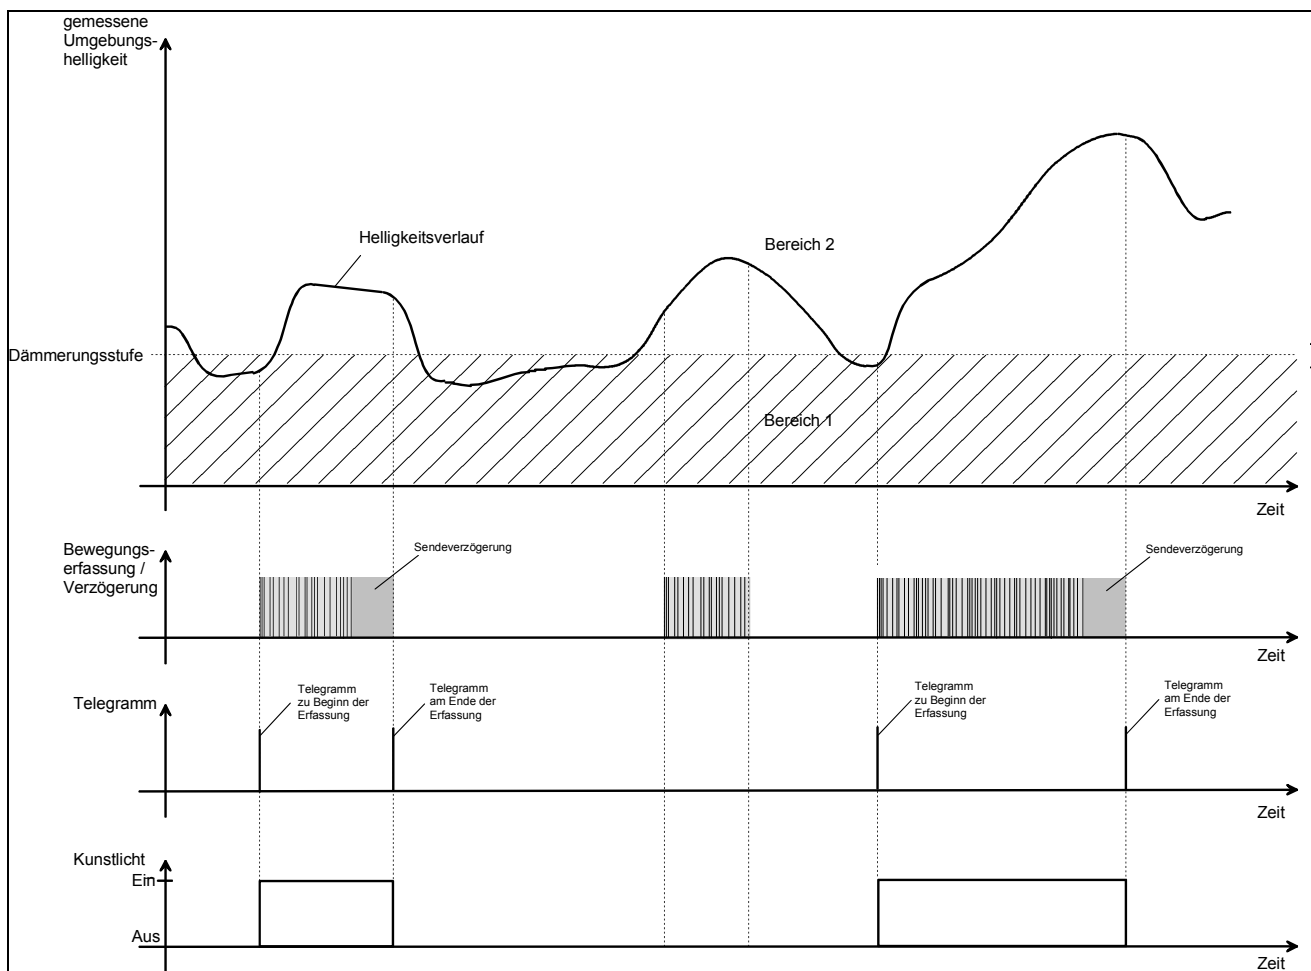 gemessene
Umgebungs-
helligkeit
Helligkeitsverlauf
Bereich 2
Dämmerungsstufe
Bereich 1
Zeit
Bewegungs-
erfassung /
Verzögerung
Sendeverzögerung
Sendeverzögerung
Zeit
Telegramm
Telegramm
zu Beginn der
Erfassung
Telegramm
am Ende der
Erfassung
Telegramm
zu Beginn der
Erfassung
Telegramm
am Ende der
Erfassung
Zeit
Kunstlicht
Ein
Aus
Zeit